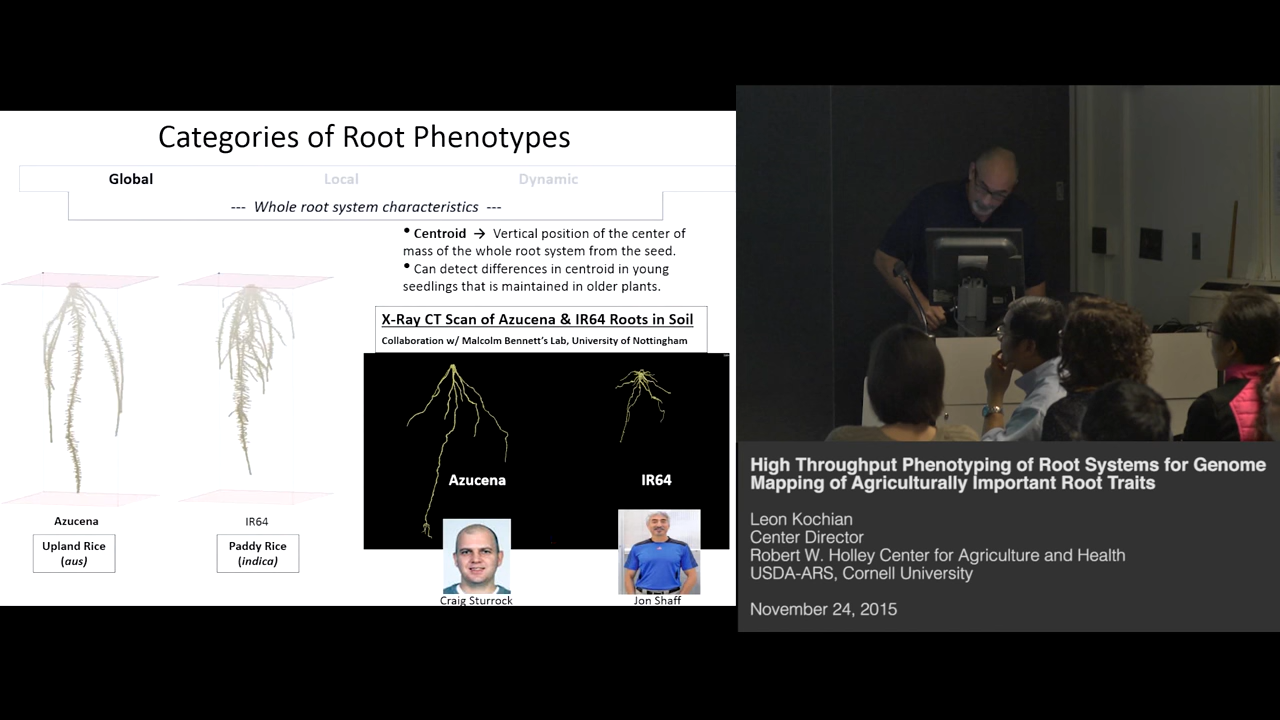 Categories of Root Phenotypes
Global
Local
Dynamic
--- Whole root system characteristics ---
• Centroid → Vertical position of the center of
mass of the whole root system from the seed.
• Can detect differences in centroid in young
seedlings that is maintained in older plants.
X-Ray CT Scan of Azucena & IR64 Roots in Soil
Collaboration w/ Malcolm Bennett's Lab, University of Nottingham
Azucena
IR64
Azucena
IR64
Upland Rice
(aus)
Paddy Rice
(indica)
Craig Sturrock
Jon Shaff
High Throughput Phenotyping of Root Systems for Genome
Mapping of Agriculturally Important Root Traits
Leon Kochian
Center Director
Robert W. Holley Center for Agriculture and Health
USDA-ARS, Cornell University
November 24, 2015